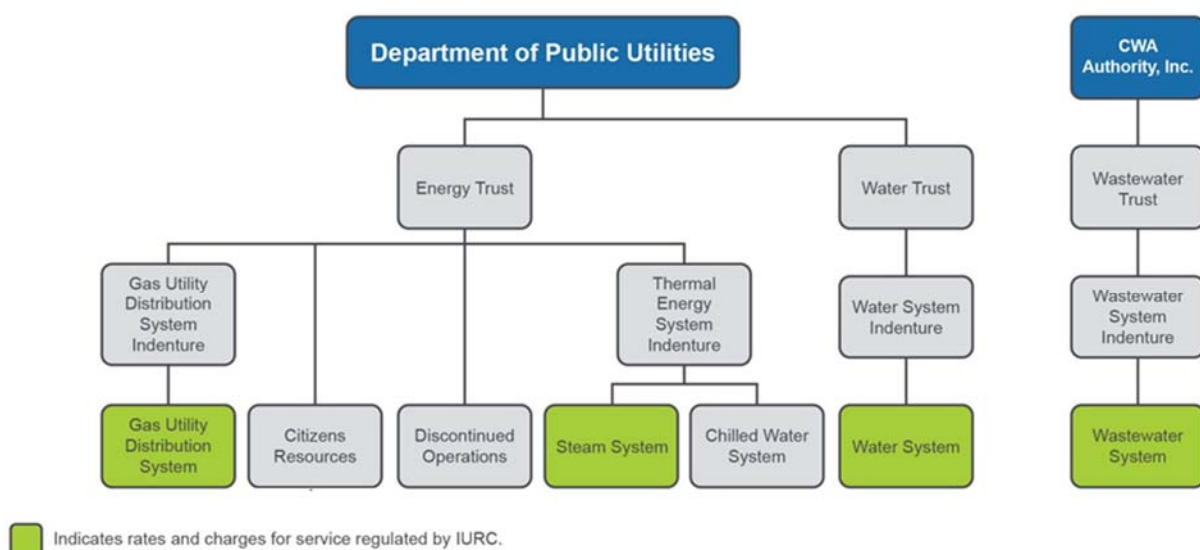 Department of Public Utilities
CWA
Authority, Inc.
Energy Trust
Water Trust
Wastewater
Trust
Gas Utility
Distribution
System
Indenture
Thermal
Energy
System
Indenture
Water System
Indenture
Wastewater
System
Indenture
Gas Utility
Distribution
System
Citizens
Resources
Discontinued
Operations
Steam System
Chilled Water
System
Water System
Wastewater
System
Indicates rates and charges for service regulated by IURC.